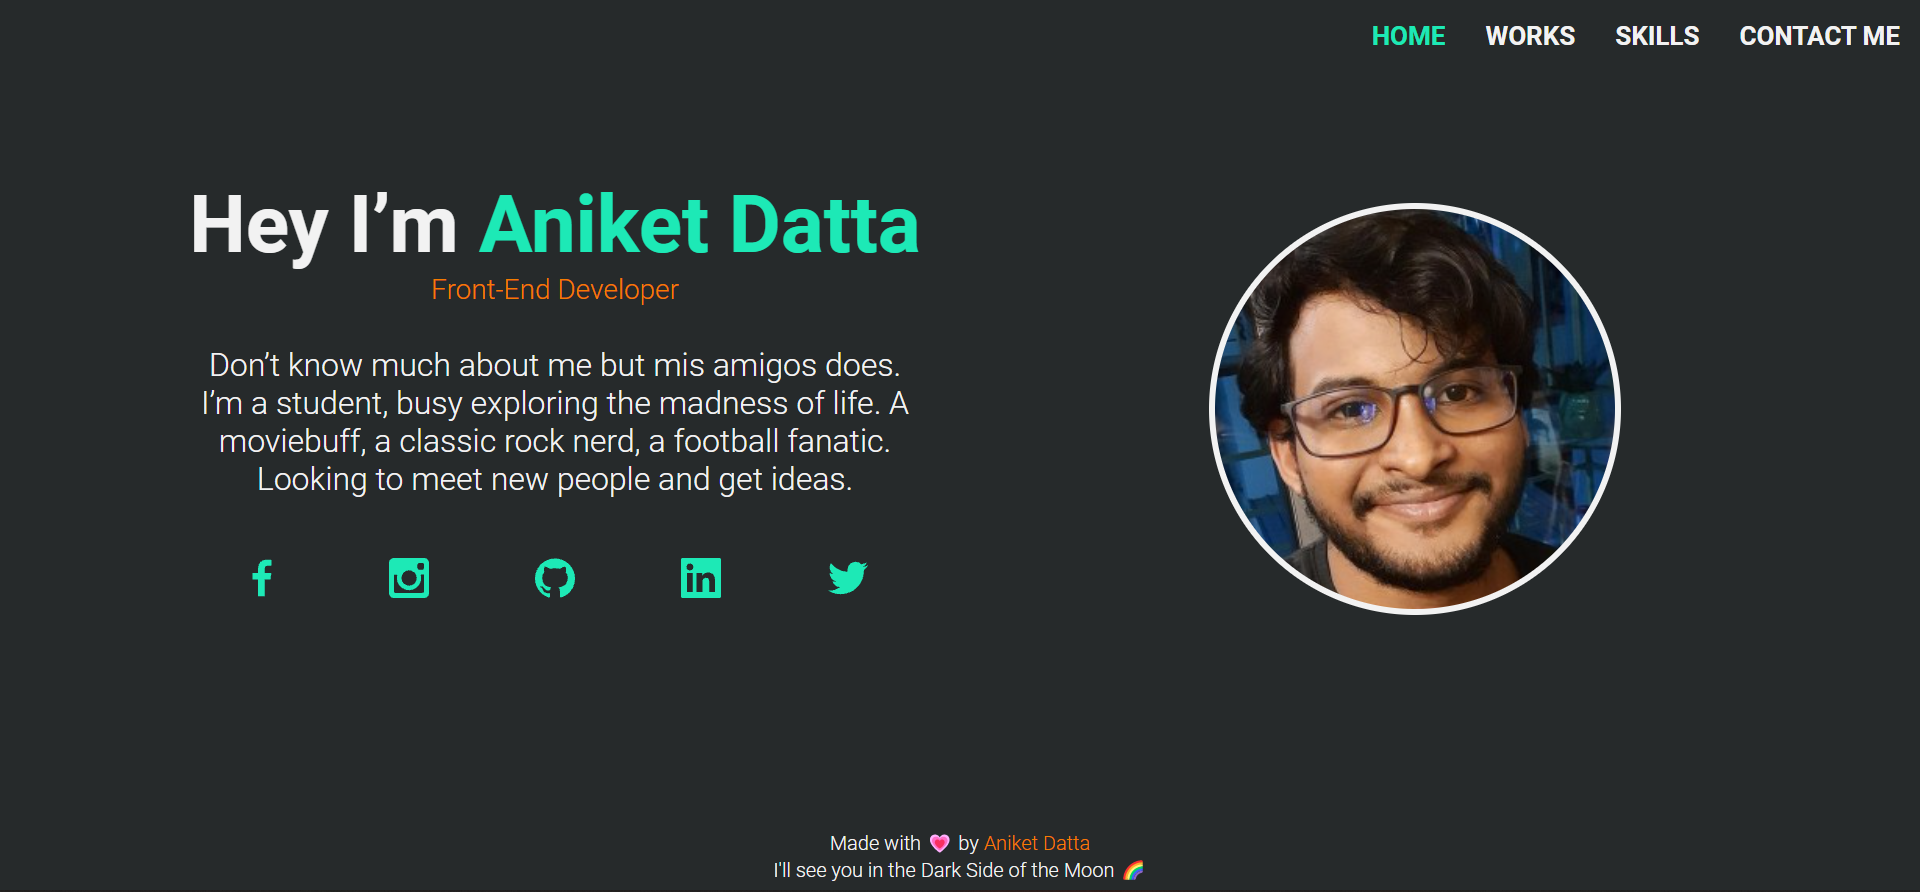 HOME WORKS SKILLS CONTACT ME
Hey I’m Aniket Datta
Front-End Developer
Don’t know much about me but mis amigos does.
I’m a student, busy exploring the madness of life. A
moviebuff, a classic rock nerd, a football fanatic.
Looking to meet new people and get ideas.
Made with 💗 by Aniket Datta
I'll see you in the Dark Side of the Moon 🌈